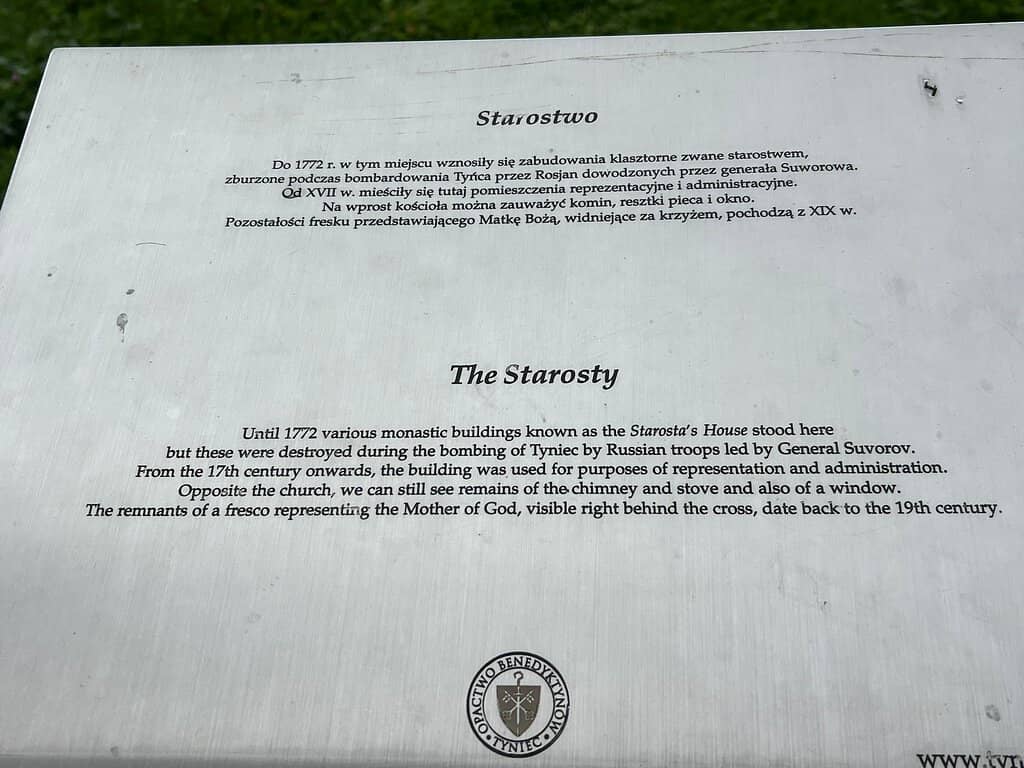 Starostwo
Do 1772 r. w tym miejscu wznosiły się zabudowania klasztorne zwane starostwem,
zburzone podczas bombardowania Tyńca przez Rosjan dowodzonych przez generała Suworowa.
Od XVII w. mieściły się tutaj pomieszczenia reprezentacyjne i administracyjne.
Na wprost kościoła można zauważyć komin, resztki pieca i okno.
Pozostałości fresku przedstawiającego Matkę Bożą, widniejące za krzyżem, pochodzą z XIX w.
The Starosty
Until 1772 various monastic buildings known as the Starosta's House stood here
but these were destroyed during the bombing of Tyniec by Russian troops led by General Suvorov.
From the 17th century onwards, the building was used for purposes of representation and administration.
Opposite the church, we can still see remains of the chimney and stove and also of a window.
The remnants of a fresco representing the Mother of God, visible right behind the cross, date back to the 19th century.
OPACTWO BENEDYKTYNÓW
• TYNIEC •